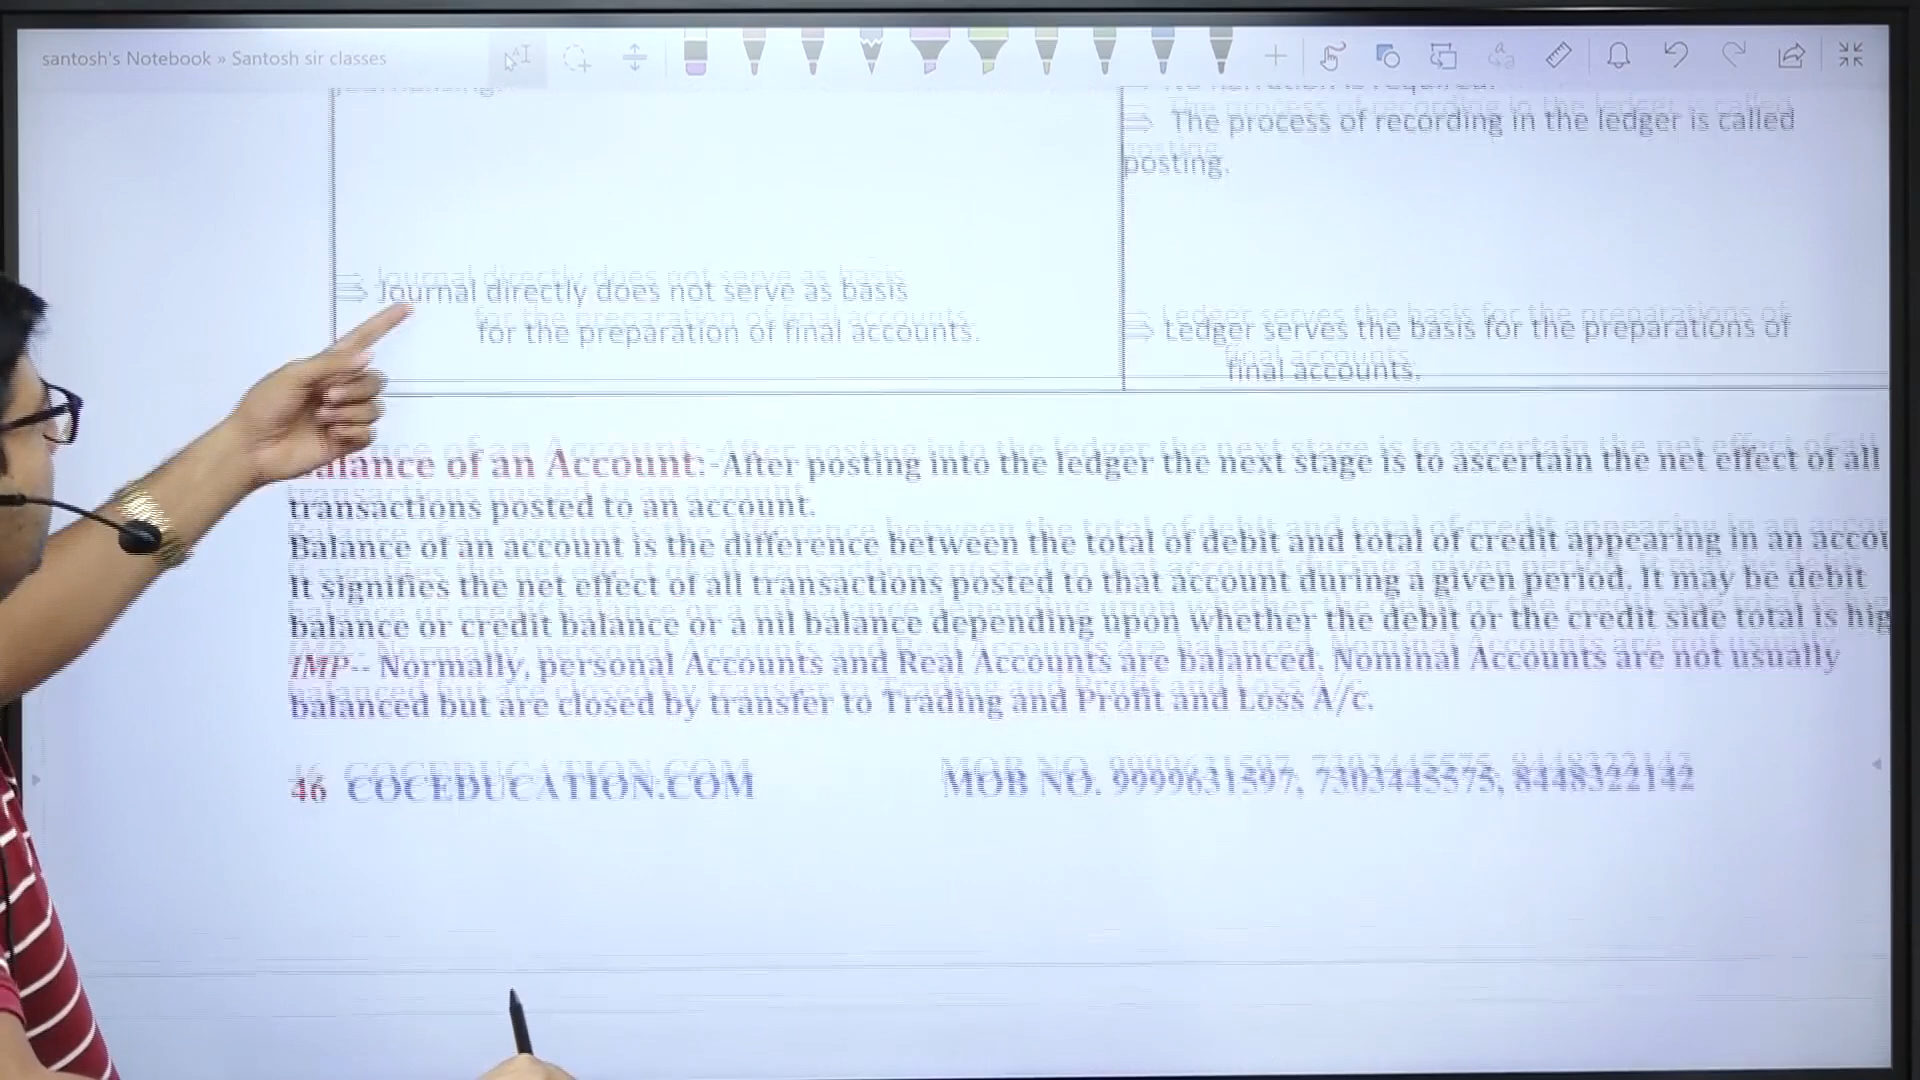 santosh's Notebook » Santosh sir classes
No narration is required.
The process of recording in the ledger is called
posting.
Journal directly does not serve as basis
for the preparation of final accounts.
Ledger serves the basis for the preparations of
final accounts.
Balance of an Account:-After posting into the ledger the next stage is to ascertain the net effect of all
transactions posted to an account.
Balance of an account is the difference between the total of debit and total of credit appearing in an accou
It signifies the net effect of all transactions posted to that account during a given period. It may be debit
balance or credit balance or a nil balance depending upon whether the debit or the credit side total is hig
IMP-- Normally, personal Accounts and Real Accounts are balanced. Nominal Accounts are not usually
balanced but are closed by transfer to Trading and Profit and Loss A/c.
46 COCEDUCATION.COM MOB NO. 9999631597, 7303445575, 8448322142